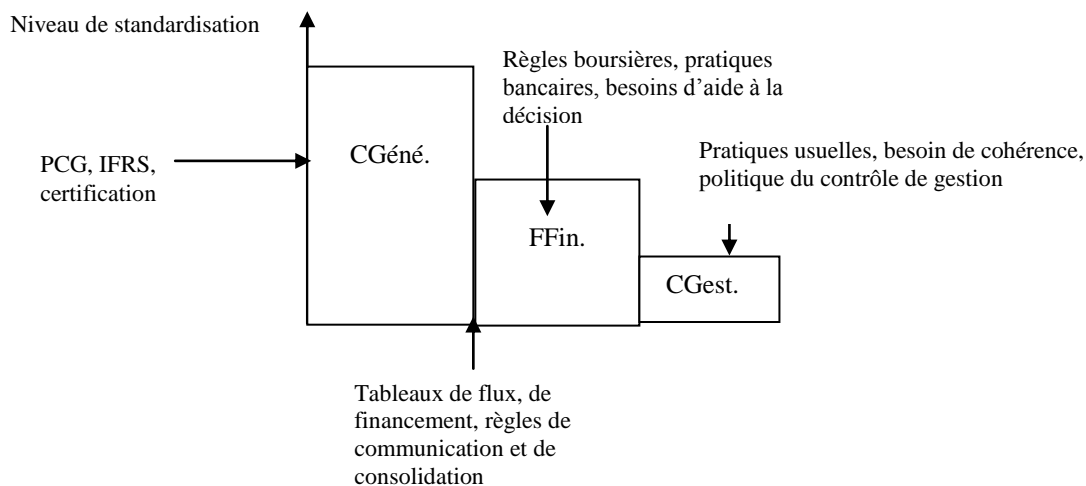 Niveau de standardisation
Règles boursières, pratiques
bancaires, besoins d'aide à la
décision
CGéné.
PCG, IFRS,
certification
Pratiques usuelles, besoin de cohérence,
politique du contrôle de gestion
FFin.
CGest.
Tableaux de flux, de
financement, règles de
communication et de
consolidation